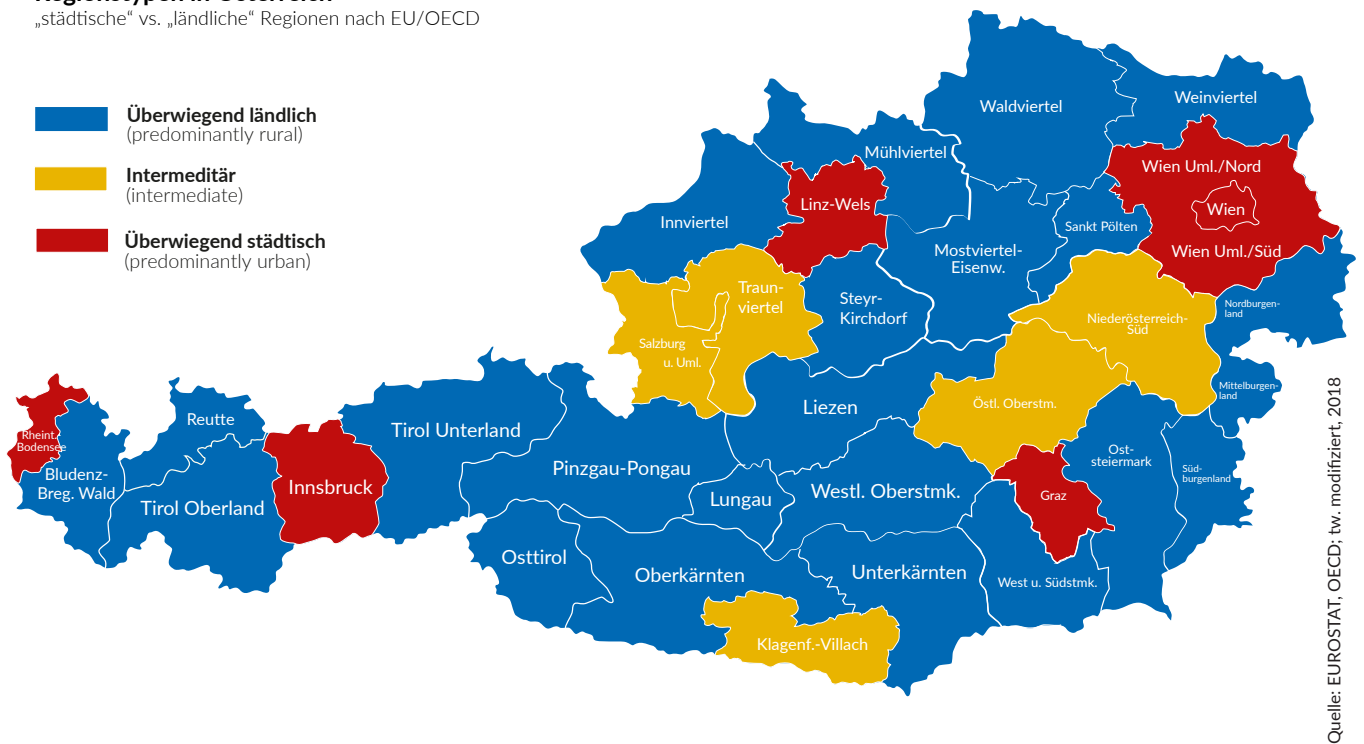 Regionstypen in Österreich
„städtische“ vs. „ländliche“ Regionen nach EU/OECD
Überwiegend ländlich
(predominantly rural)
Intermeditär
(intermediate)
Überwiegend städtisch
(predominantly urban)
Waldviertel
Weinviertel
Mühlviertel
Wien Uml./Nord
Linz-Wels
Wien
Innviertel
Sankt Pölten
Mostviertel-
Eisenw.
Wien Uml./Süd
Traun-
viertel
Steyr-
Kirchdorf
Nordburgen-
land
Niederösterreich-
Süd
Salzburg
u. Uml.
Mittelburgen-
land
Liezen
Östl. Oberstm.
Reutte
Tirol Unterland
Rheint.
Bodensee
Bludenz-
Breg. Wald
Pinzgau-Pongau
Ost-
steiermark
Süd-
burgenland
Innsbruck
Tirol Oberland
Lungau
Westl. Oberstmk.
Graz
Osttirol
Oberkärnten
Unterkärnten
West u. Südstmk.
Klagenf.-Villach
Quelle: EUROSTAT, OECD; tw. modifiziert, 2018